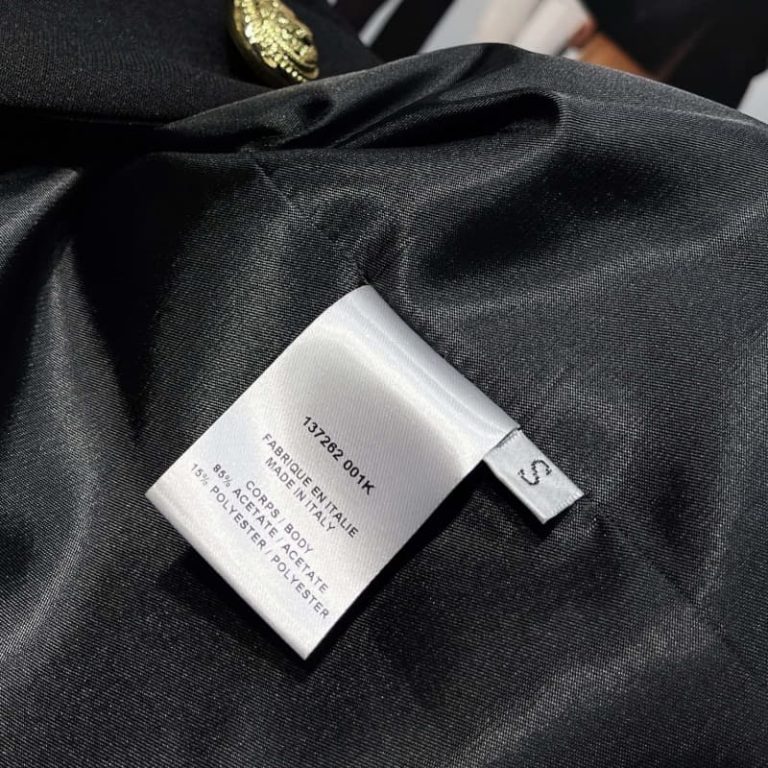 137262 001K
FABRIQUE EN ITALIE
MADE IN ITALY
CORPS / BODY
85% ACETATE / ACETATE
15% POLYESTER / POLYESTER
S